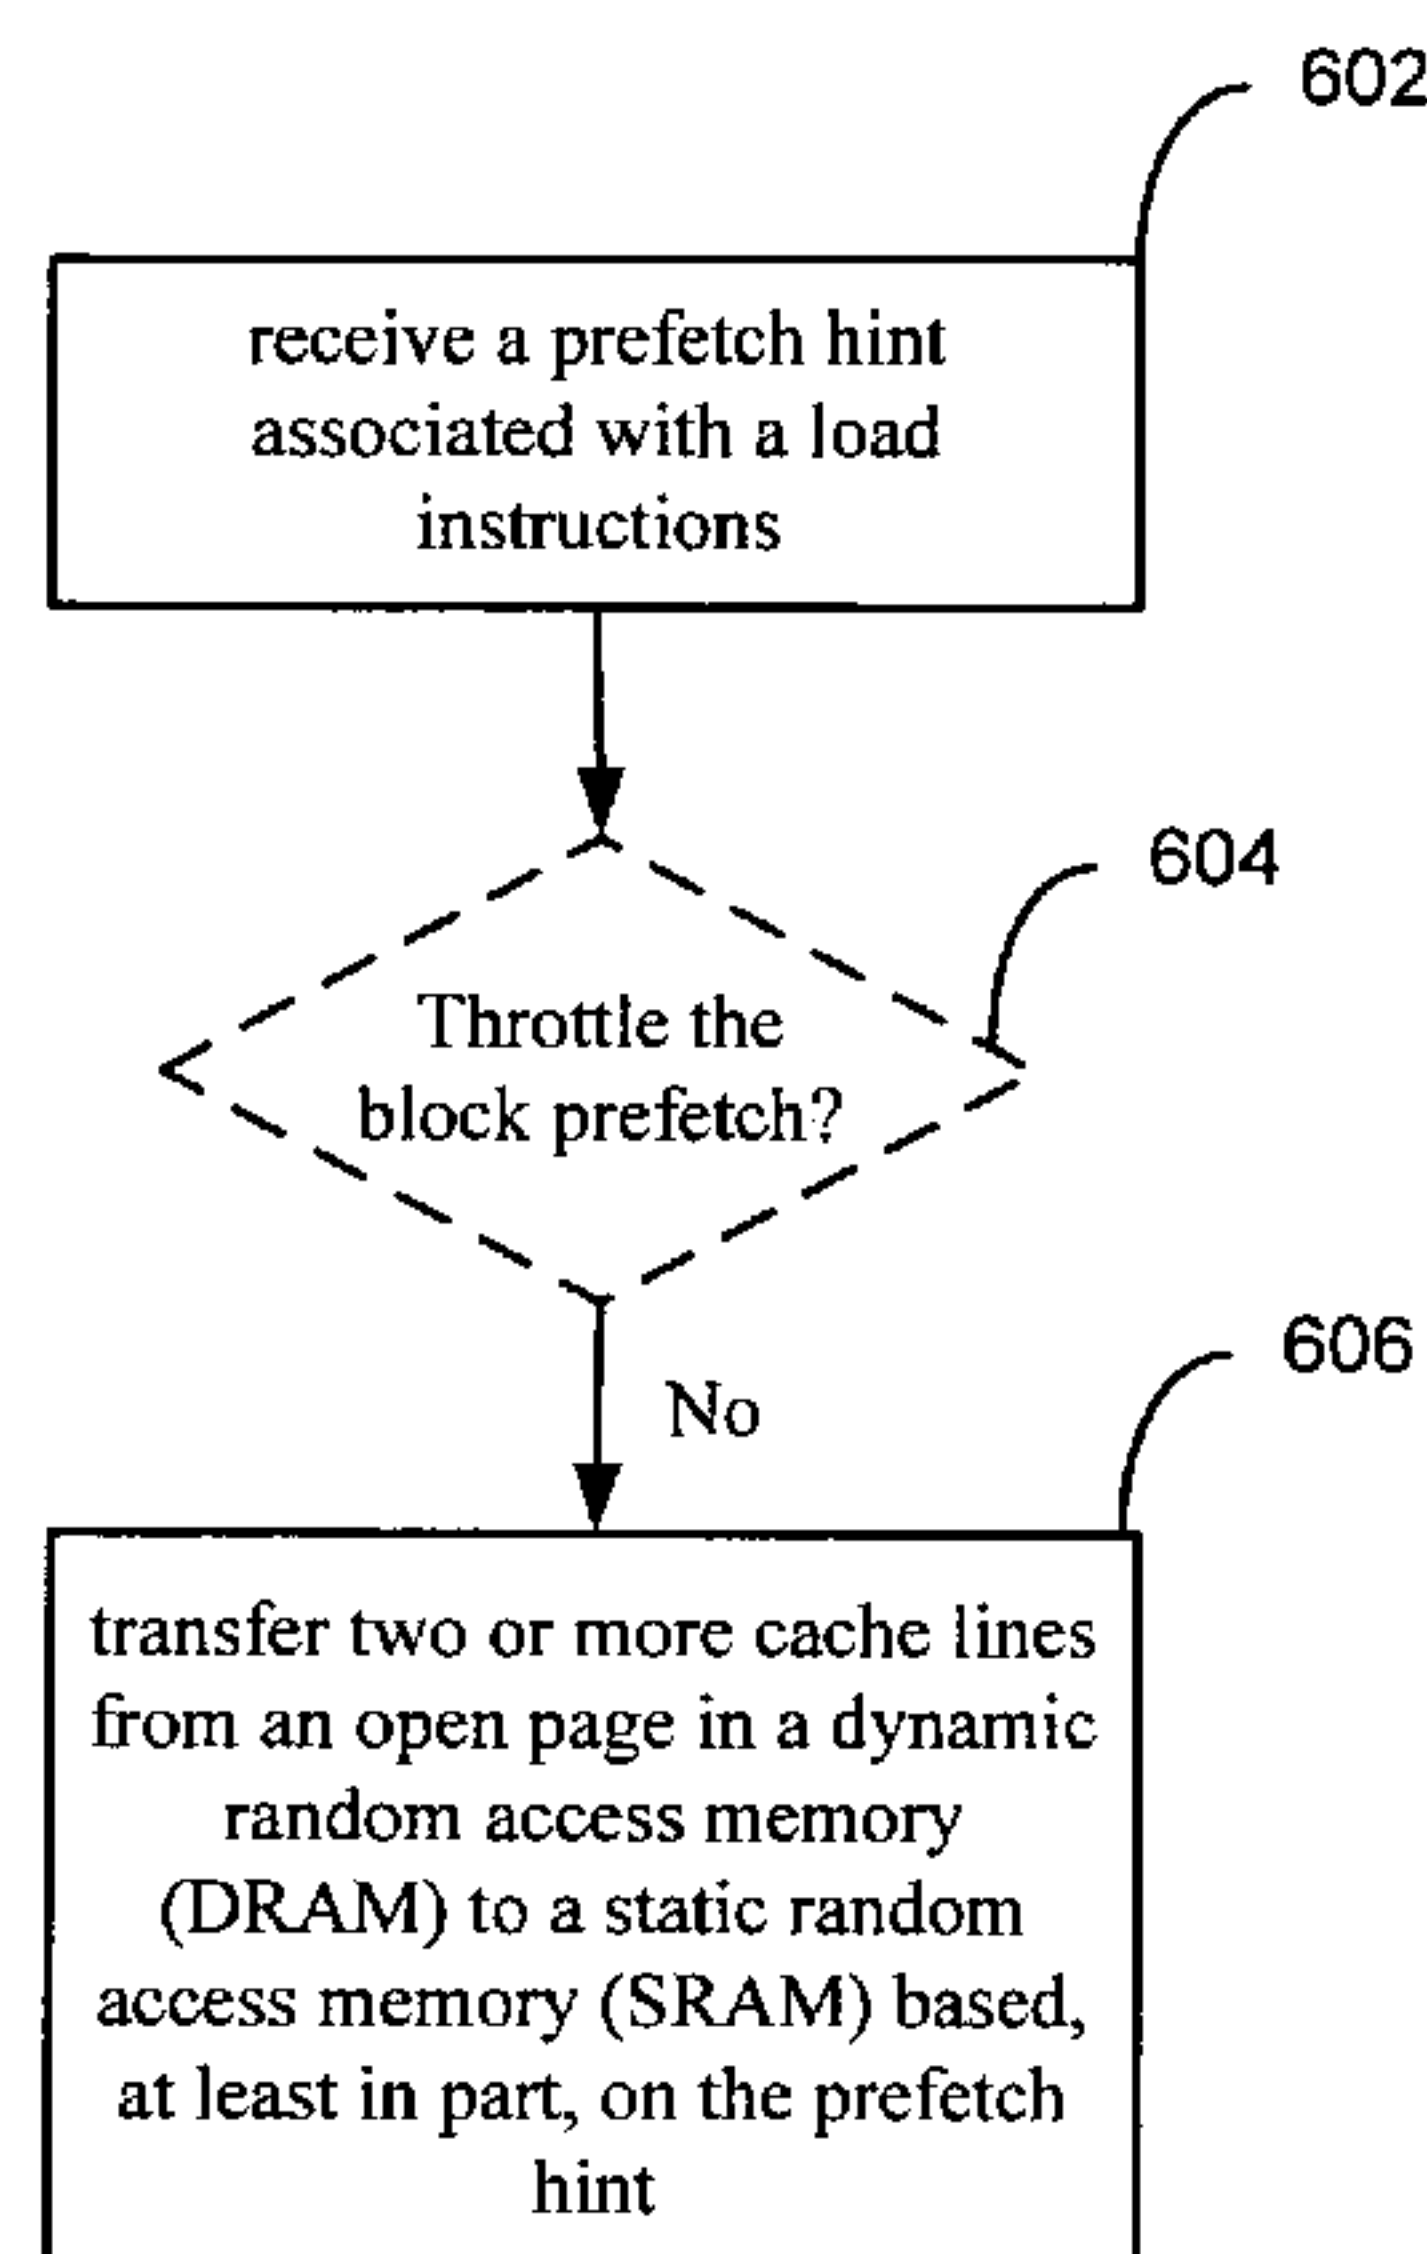 602
receive a prefetch hint
associated with a load
instructions
604
Throttle the
block prefetch?
606
No
transfer two or more cache lines
from an open page in a dynamic
random access memory
(DRAM) to a static random
access memory (SRAM) based,
at least in part, on the prefetch
hint